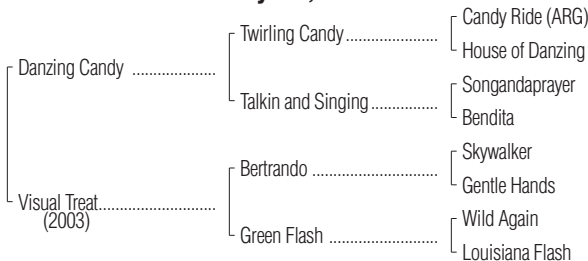 Candy Ride (ARG)
Twirling Candy
House of Danzing
Danzing Candy
Songandaprayer
Talkin and Singing
Bendita
Skywalker
Bertrando
Gentle Hands
Visual Treat
(2003)
Wild Again
Green Flash
Louisiana Flash